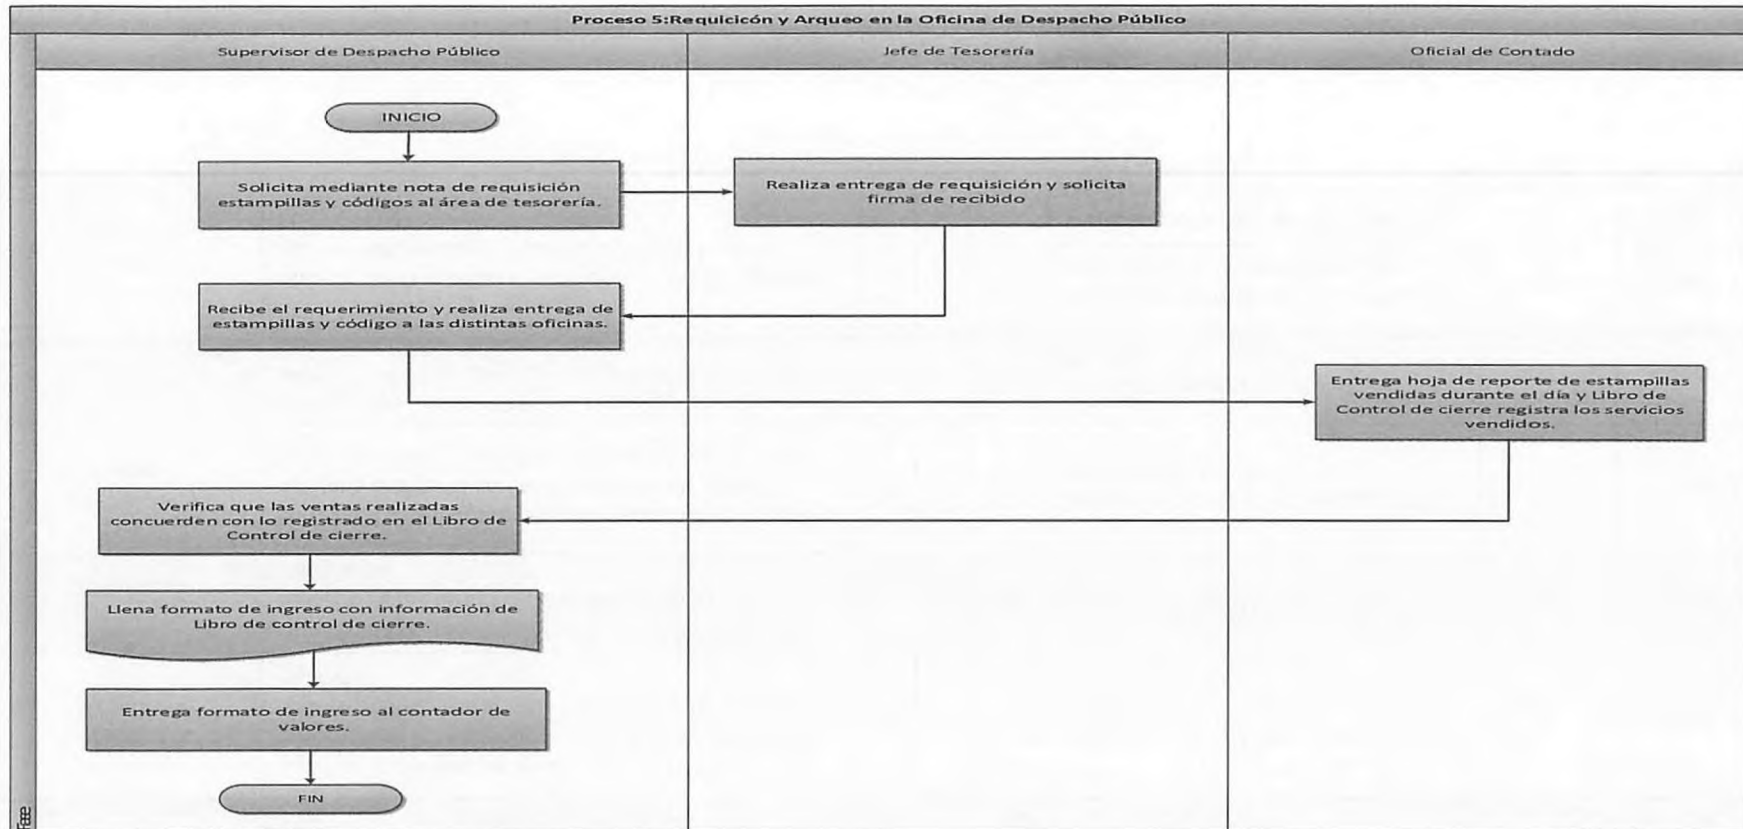 Proceso 5:Requicicón y Arqueo en la Oficina de Despacho Público
Supervisor de Despacho Público
Jefe de Tesorería
Oficial de Contado
INICIO
Solicita mediante nota de requisición
estampillas y códigos al área de tesorería.
Realiza entrega de requisición y solicita
firma de recibido
Recibe el requerimiento y realiza entrega de
estampillas y código a las distintas oficinas.
Entrega hoja de reporte de estampillas
vendidas durante el día y Libro de
Control de cierre registra los servicios
vendidos.
Verifica que las ventas realizadas
concuerden con lo registrado en el Libro de
Control de cierre.
Llena formato de ingreso con información de
Libro de control de cierre.
Entrega formato de ingreso al contador de
valores.
FIN
Fase